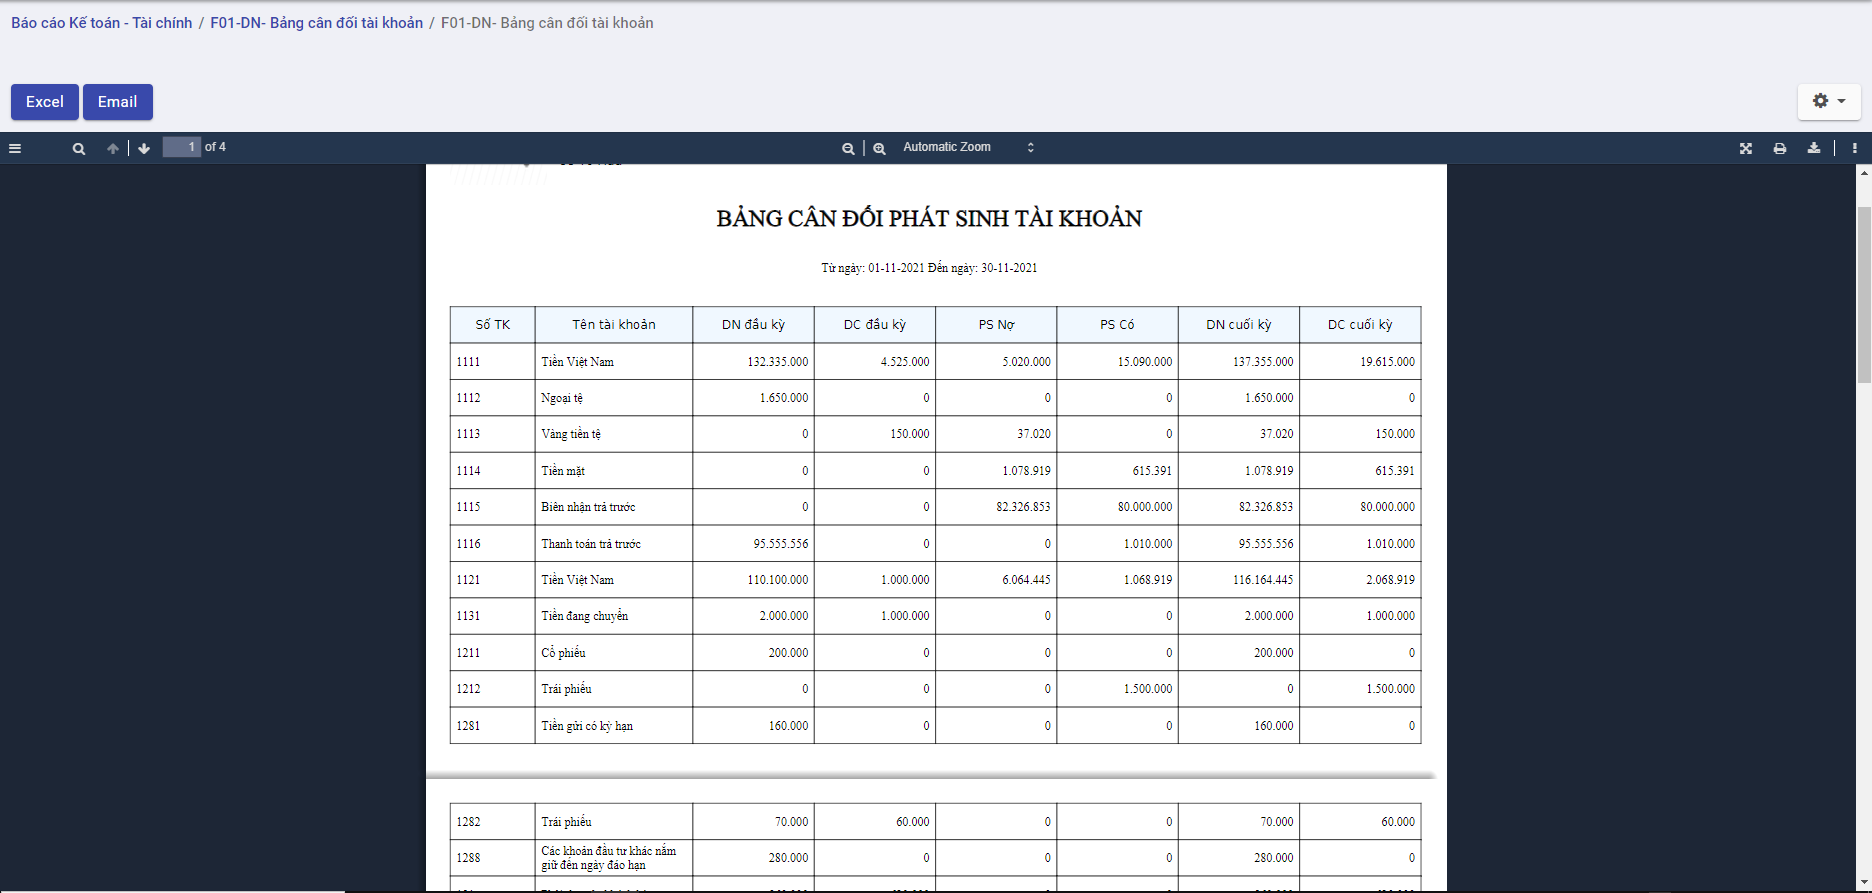 Báo cáo Kế toán - Tài chính / F01-DN- Bảng cân đối tài khoản / F01-DN- Bảng cân đối tài khoản
Excel Email
1 of 4 Automatic Zoom
BẢNG CÂN ĐỐI PHÁT SINH TÀI KHOẢN
Từ ngày: 01-11-2021 Đến ngày: 30-11-2021
Số TK Tên tài khoản DN đầu kỳ DC đầu kỳ PS Nợ PS Có DN cuối kỳ DC cuối kỳ
1111 Tiền Việt Nam 132.335.000 4.525.000 5.020.000 15.090.000 137.355.000 19.615.000
1112 Ngoại tệ 1.650.000 0 0 0 1.650.000 0
1113 Vàng tiền tệ 0 150.000 37.020 0 37.020 150.000
1114 Tiền mặt 0 0 1.078.919 615.391 1.078.919 615.391
1115 Biên nhận trả trước 0 0 82.326.853 80.000.000 82.326.853 80.000.000
1116 Thanh toán trả trước 95.555.556 0 0 1.010.000 95.555.556 1.010.000
1121 Tiền Việt Nam 110.100.000 1.000.000 6.064.445 1.068.919 116.164.445 2.068.919
1131 Tiền đang chuyển 2.000.000 1.000.000 0 0 2.000.000 1.000.000
1211 Cổ phiếu 200.000 0 0 0 200.000 0
1212 Trái phiếu 0 0 0 1.500.000 0 1.500.000
1281 Tiền gửi có kỳ hạn 160.000 0 0 0 160.000 0
1282 Trái phiếu 70.000 60.000 0 0 70.000 60.000
1288 Các khoản đầu tư khác nắm
giữ đến ngày đáo hạn 280.000 0 0 0 280.000 0